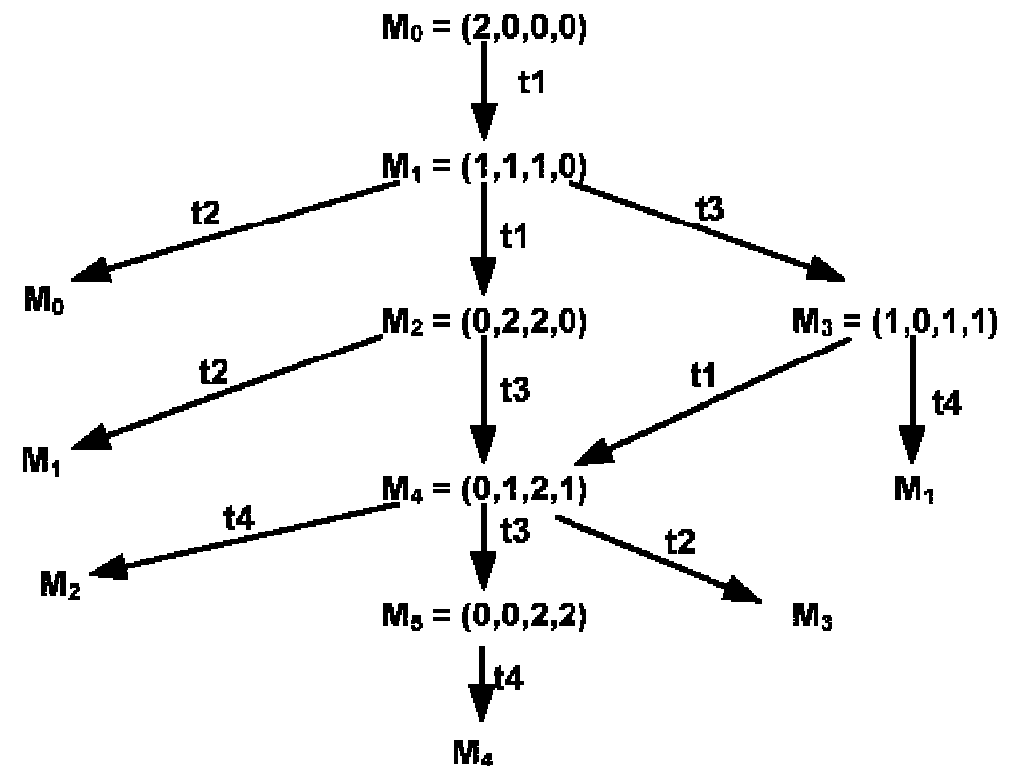 M₀ = (2,0,0,0)
t1
M₁ = (1,1,1,0)
t2
t1
t3
M₀
M₂ = (0,2,2,0)
M₃ = (1,0,1,1)
t2
t3
t1
t4
M₁
M₄ = (0,1,2,1)
M₁
t4
t3
t2
M₂
M₅ = (0,0,2,2)
M₃
t4
M₄